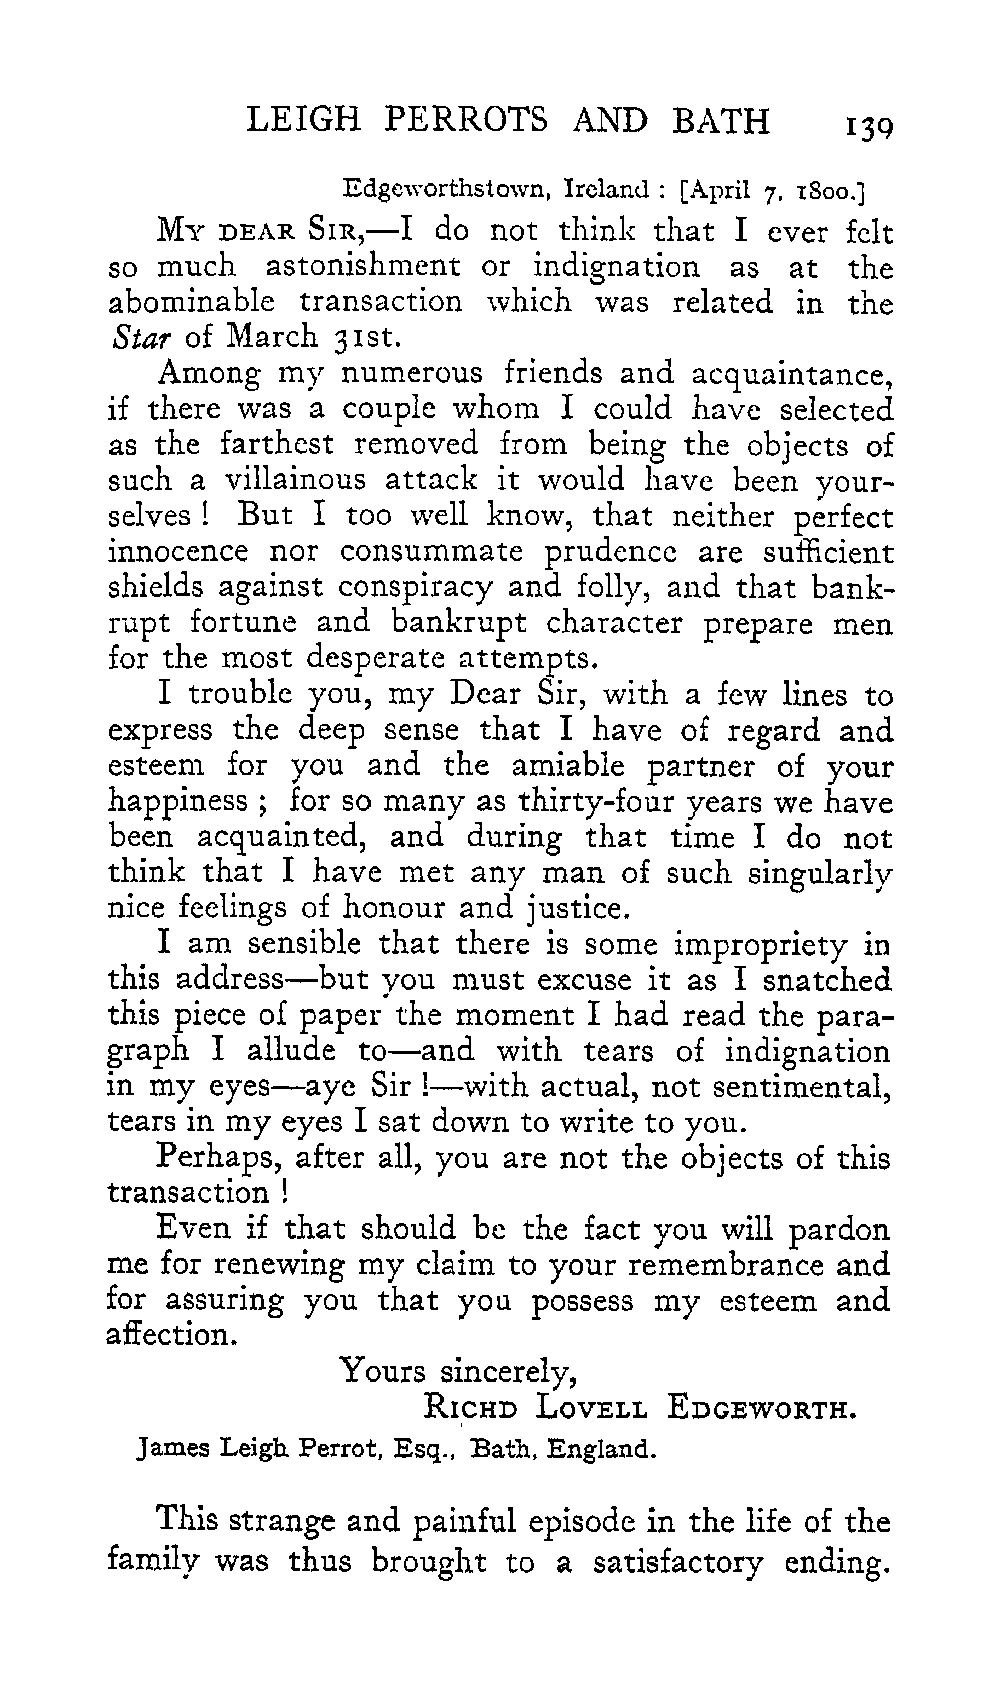 LEIGH PERROTS AND BATH 139
Edgeworthstown, Ireland : [April 7, 1800.]
MY DEAR SIR,—I do not think that I ever felt
so much astonishment or indignation as at the
abominable transaction which was related in the
Star of March 31st.
Among my numerous friends and acquaintance,
if there was a couple whom I could have selected
as the farthest removed from being the objects of
such a villainous attack it would have been your-
selves ! But I too well know, that neither perfect
innocence nor consummate prudence are sufficient
shields against conspiracy and folly, and that bank-
rupt fortune and bankrupt character prepare men
for the most desperate attempts.
I trouble you, my Dear Sir, with a few lines to
express the deep sense that I have of regard and
esteem for you and the amiable partner of your
happiness ; for so many as thirty-four years we have
been acquainted, and during that time I do not
think that I have met any man of such singularly
nice feelings of honour and justice.
I am sensible that there is some impropriety in
this address—but you must excuse it as I snatched
this piece of paper the moment I had read the para-
graph I allude to—and with tears of indignation
in my eyes—aye Sir !—with actual, not sentimental,
tears in my eyes I sat down to write to you.
Perhaps, after all, you are not the objects of this
transaction !
Even if that should be the fact you will pardon
me for renewing my claim to your remembrance and
for assuring you that you possess my esteem and
affection.
Yours sincerely,
RICHD LOVELL EDGEWORTH.
James Leigh Perrot, Esq., Bath, England.
This strange and painful episode in the life of the
family was thus brought to a satisfactory ending.